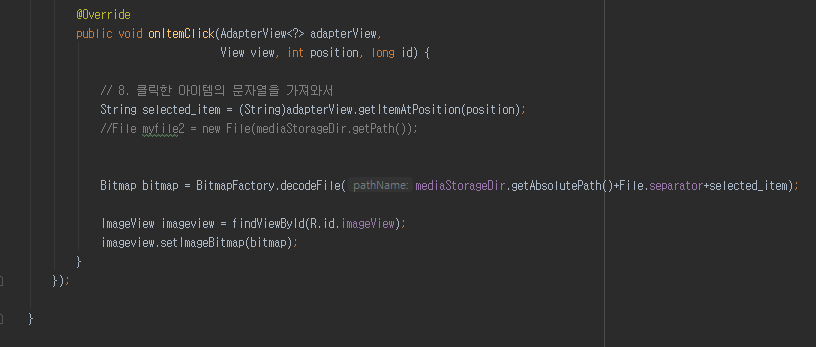 @Override
public void onItemClick(AdapterView<?> adapterView,
View view, int position, long id) {
// 8. 클릭한 아이템의 문자열을 가져와서
String selected_item = (String)adapterView.getItemAtPosition(position);
//File myfile2 = new File(mediaStorageDir.getPath());
Bitmap bitmap = BitmapFactory.decodeFile( pathName: mediaStorageDir.getAbsolutePath()+File.separator+selected_item);
ImageView imageview = findViewById(R.id.imageView);
imageview.setImageBitmap(bitmap);
}
});
}